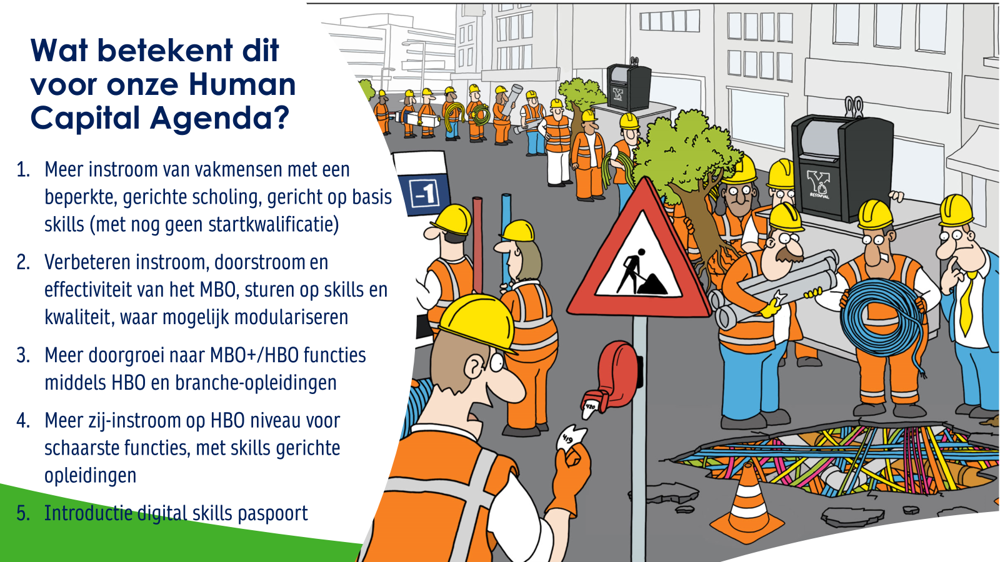 Wat betekent dit
voor onze Human
Capital Agenda?
1. Meer instroom van vakmensen met een
beperkte, gerichte scholing, gericht op basis
skills (met nog geen startkwalificatie)
2. Verbeteren instroom, doorstroom en
effectiviteit van het MBO, sturen op skills en
kwaliteit, waar mogelijk modulariseren
3. Meer doorgroei naar MBO+/HBO functies
middels HBO en branche-opleidingen
4. Meer zij-instroom op HBO niveau voor
schaarste functies, met skills gerichte
opleidingen
5. Introductie digital skills paspoort
-1
RESTAFVAL
420
419